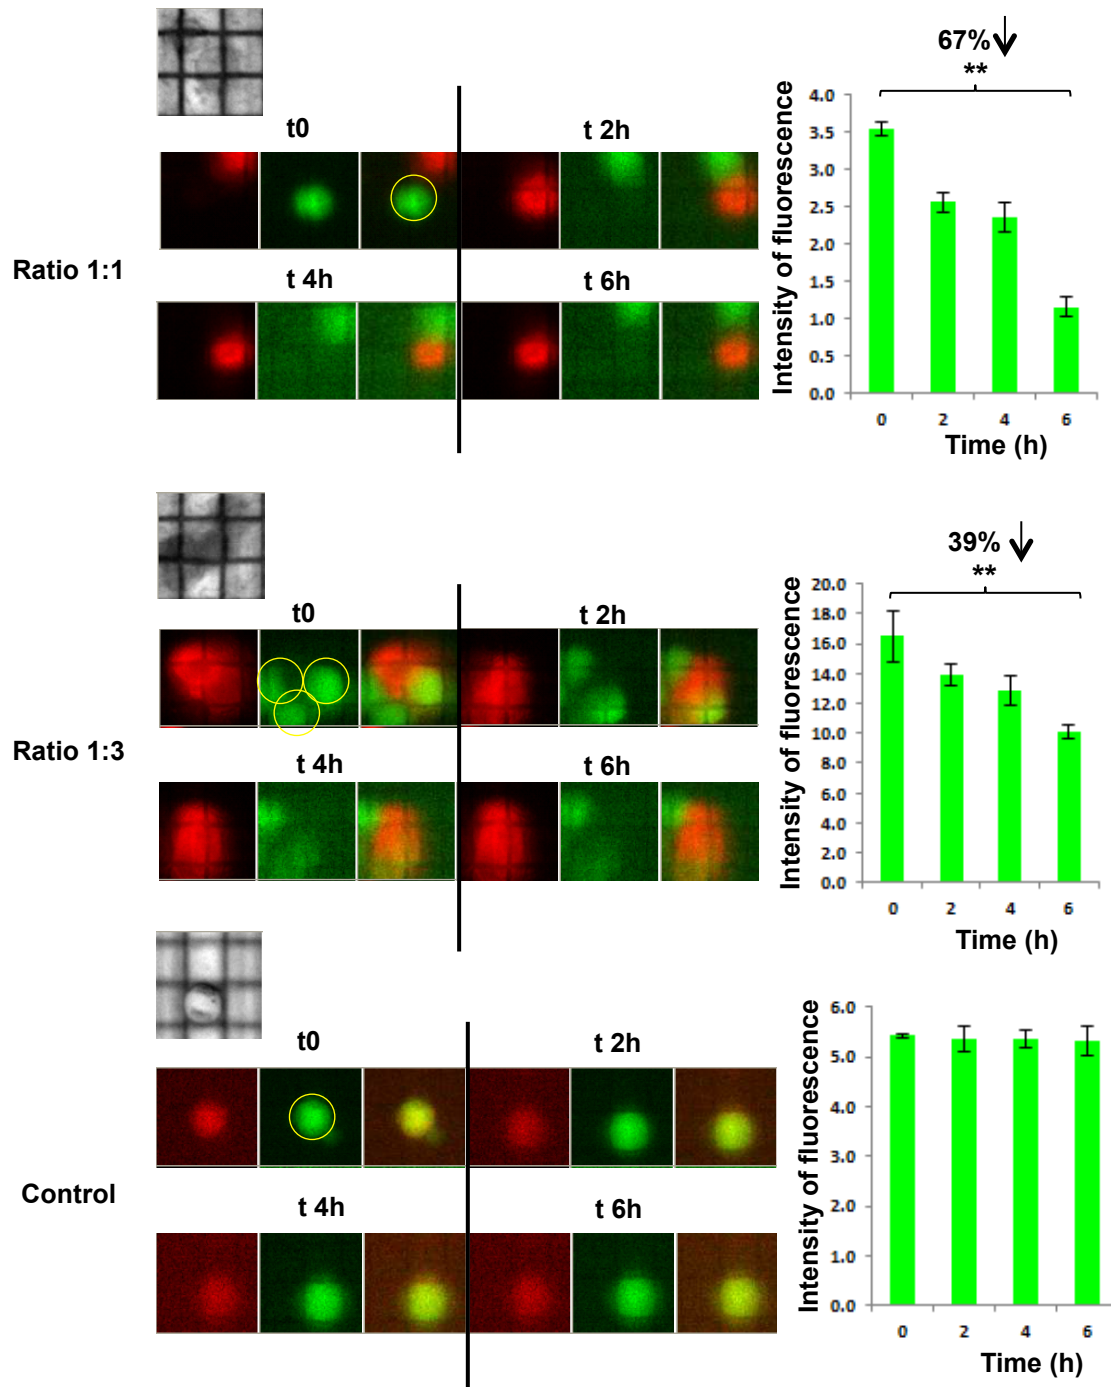 67%
**
t0
t 2h
Ratio 1:1
t 4h
t 6h
Intensity of fluorescence
4.0
3.5
3.0
2.5
2.0
1.5
1.0
0.5
0.0
0 2 4 6
Time (h)
39%
**
t0
t 2h
Ratio 1:3
t 4h
t 6h
Intensity of fluorescence
20.0
18.0
16.0
14.0
12.0
10.0
8.0
6.0
4.0
2.0
0.0
0 2 4 6
Time (h)
t0
t 2h
Control
t 4h
t 6h
Intensity of fluorescence
6.0
5.0
4.0
3.0
2.0
1.0
0.0
0 2 4 6
Time (h)